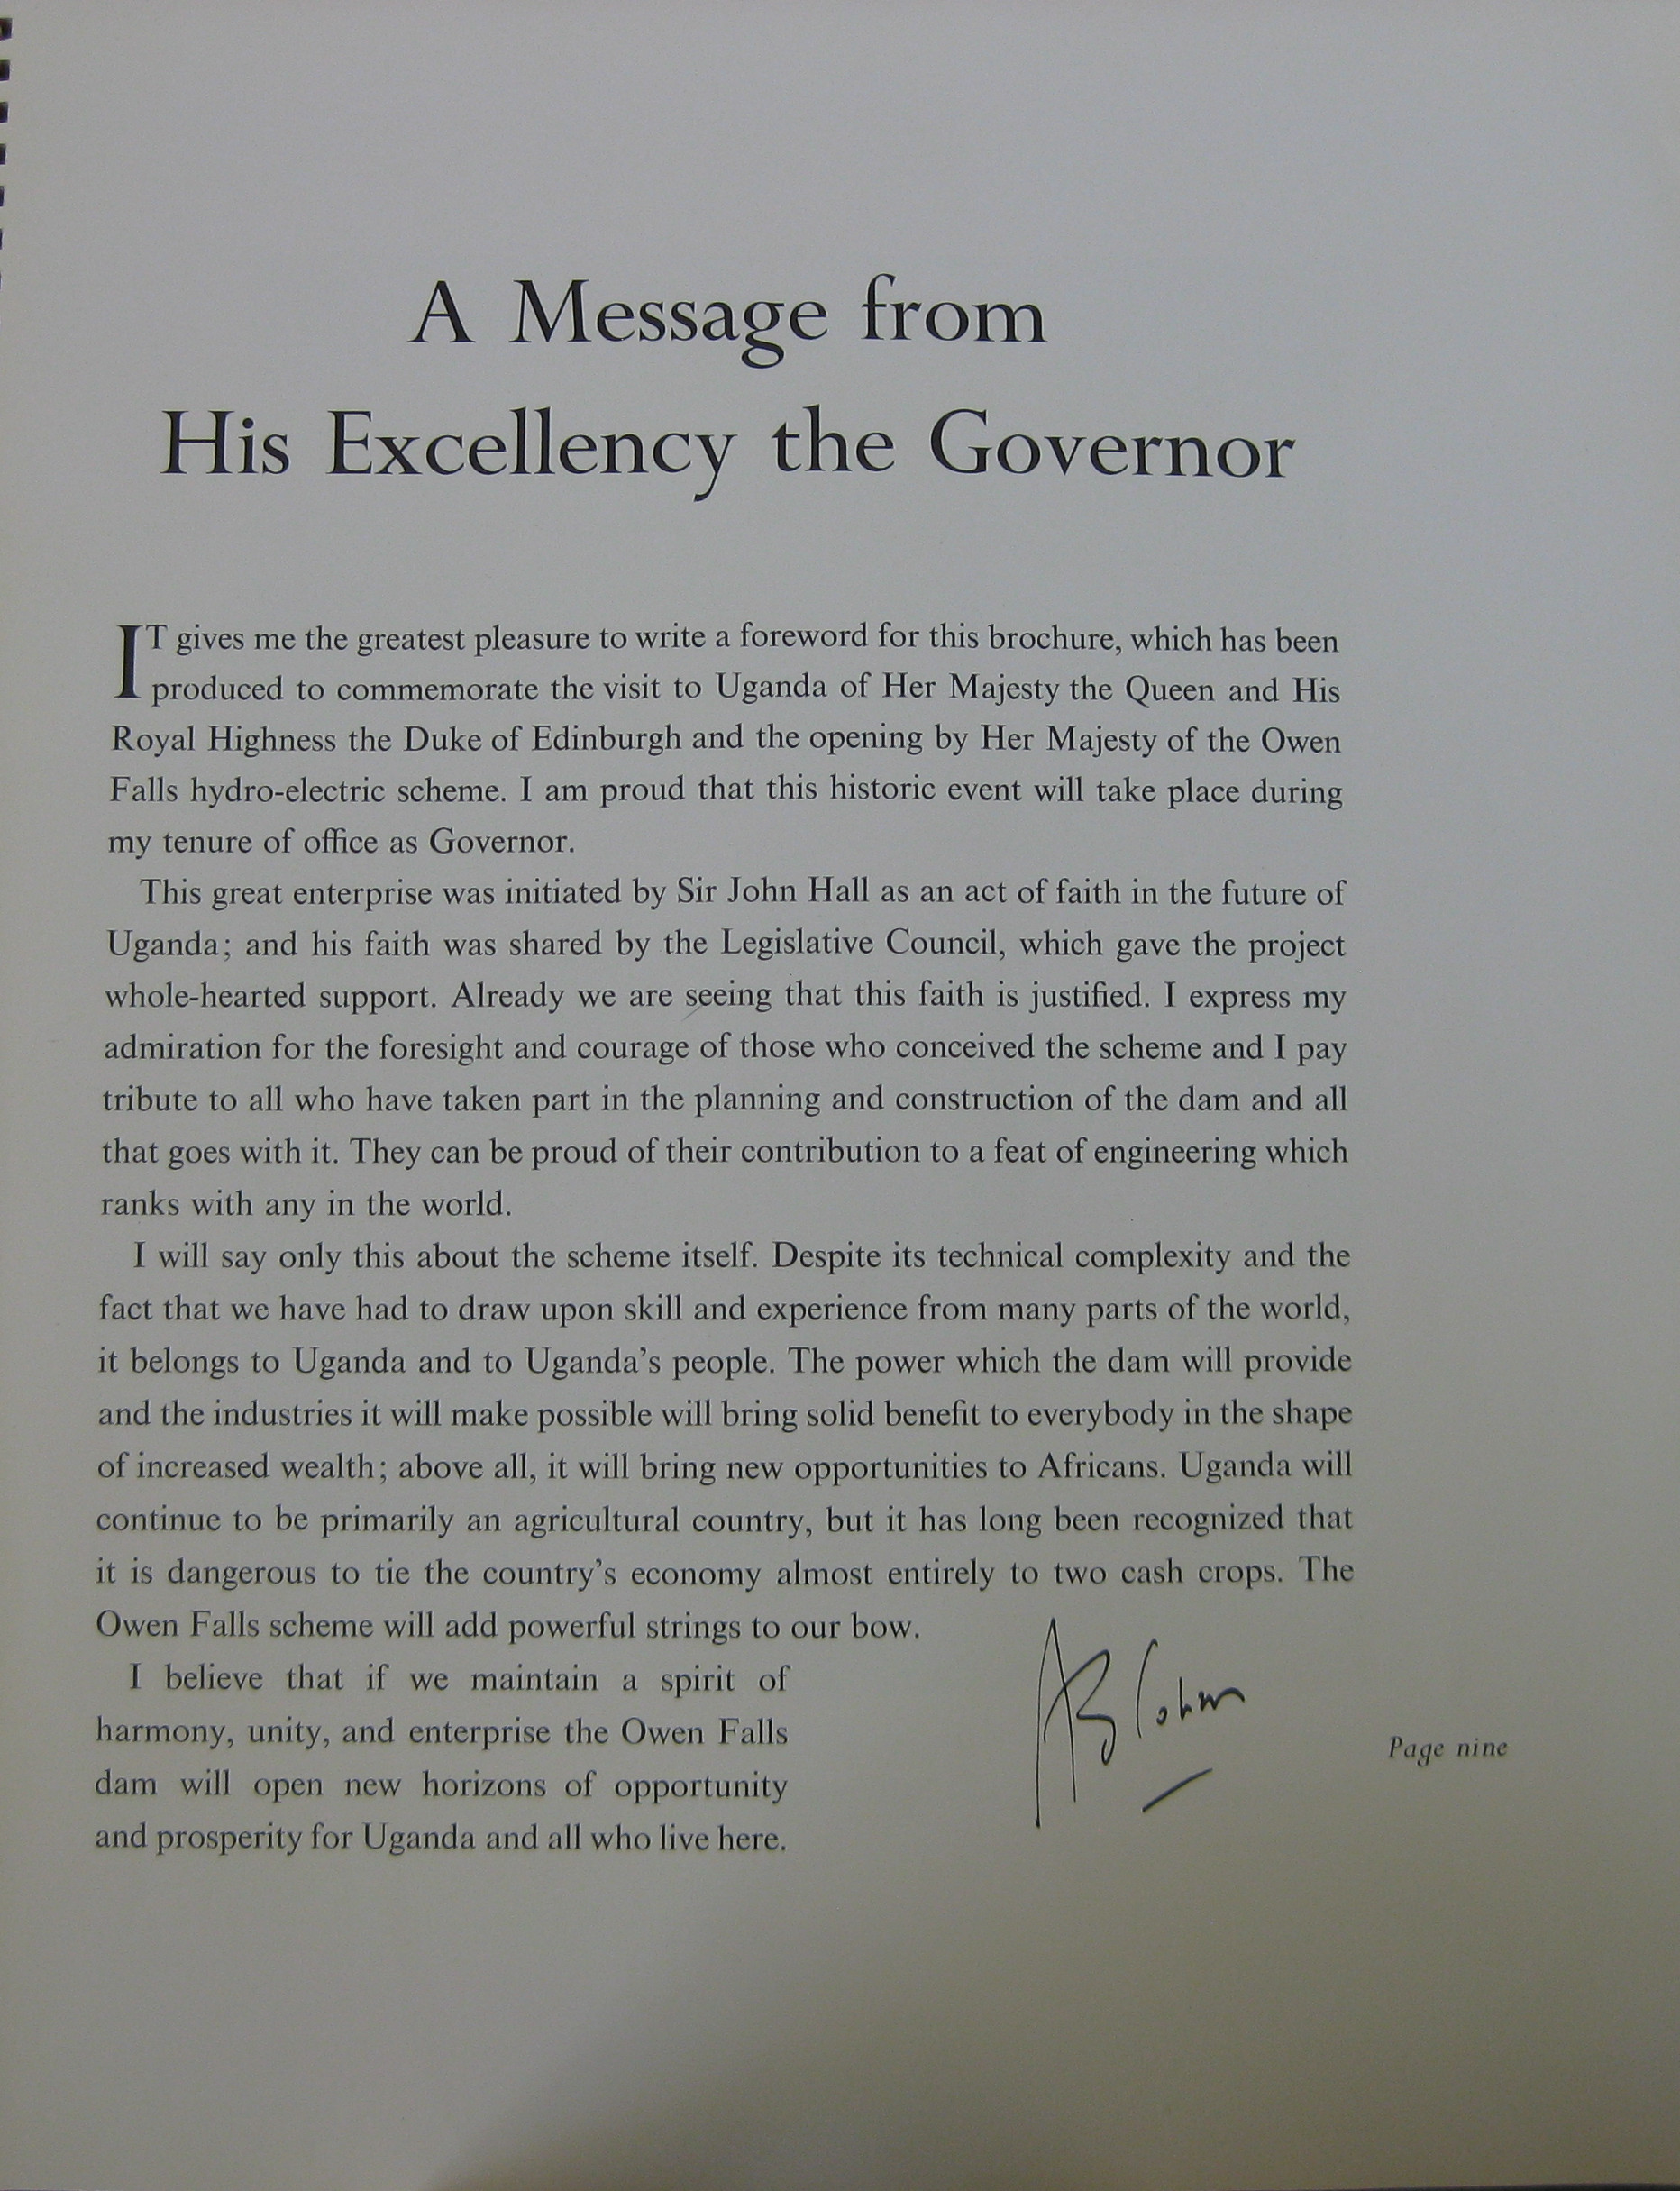 A Message from
His Excellency the Governor
IT gives me the greatest pleasure to write a foreword for this brochure, which has been
produced to commemorate the visit to Uganda of Her Majesty the Queen and His
Royal Highness the Duke of Edinburgh and the opening by Her Majesty of the Owen
Falls hydro-electric scheme. I am proud that this historic event will take place during
my tenure of office as Governor.
This great enterprise was initiated by Sir John Hall as an act of faith in the future of
Uganda; and his faith was shared by the Legislative Council, which gave the project
whole-hearted support. Already we are seeing that this faith is justified. I express my
admiration for the foresight and courage of those who conceived the scheme and I pay
tribute to all who have taken part in the planning and construction of the dam and all
that goes with it. They can be proud of their contribution to a feat of engineering which
ranks with any in the world.
I will say only this about the scheme itself. Despite its technical complexity and the
fact that we have had to draw upon skill and experience from many parts of the world,
it belongs to Uganda and to Uganda's people. The power which the dam will provide
and the industries it will make possible will bring solid benefit to everybody in the shape
of increased wealth; above all, it will bring new opportunities to Africans. Uganda will
continue to be primarily an agricultural country, but it has long been recognized that
it is dangerous to tie the country's economy almost entirely to two cash crops. The
Owen Falls scheme will add powerful strings to our bow.
I believe that if we maintain a spirit of
harmony, unity, and enterprise the Owen Falls
dam will open new horizons of opportunity
and prosperity for Uganda and all who live here.
AB Cohen
Page nine